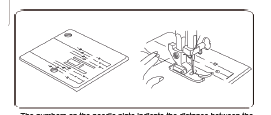 The numbers on the needle plate indicate the distance between the